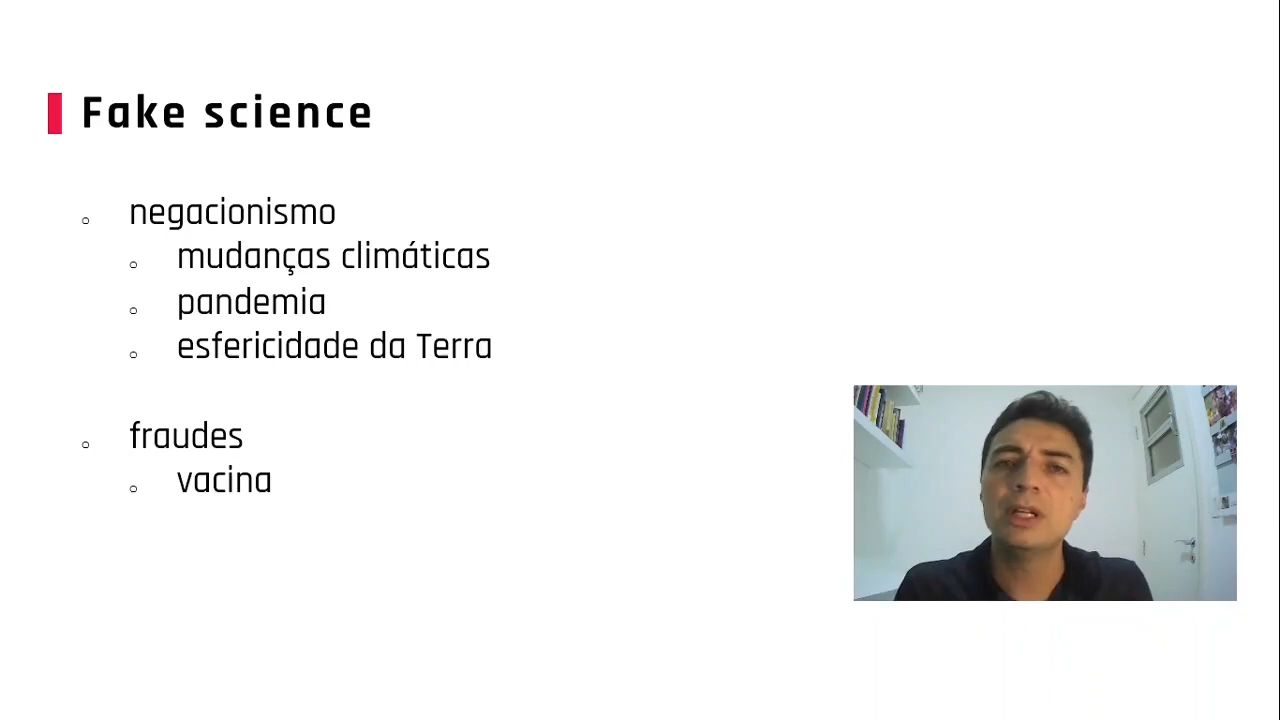 Fake science
negacionismo
mudanças climáticas
pandemia
esfericidade da Terra
fraudes
vacina